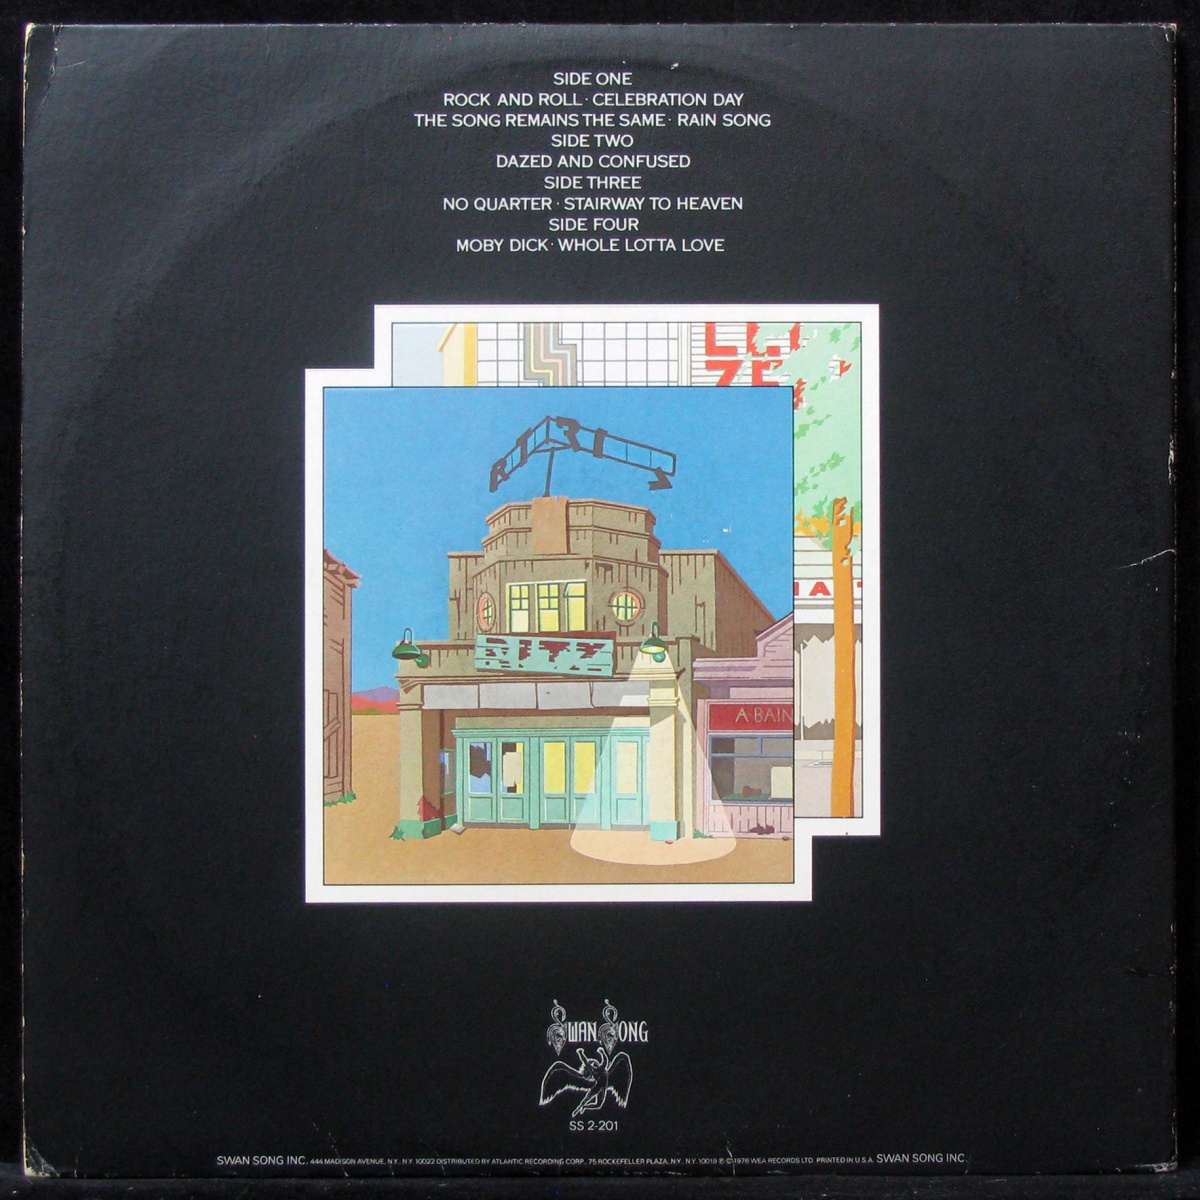 SIDE ONE
ROCK AND ROLL · CELEBRATION DAY
THE SONG REMAINS THE SAME · RAIN SONG
SIDE TWO
DAZED AND CONFUSED
SIDE THREE
NO QUARTER · STAIRWAY TO HEAVEN
SIDE FOUR
MOBY DICK · WHOLE LOTTA LOVE
RITZ
A BAIN
SWAN SONG
SS 2-201
SWAN SONG INC. 444 MADISON AVENUE, N.Y., N.Y. 10022 DISTRIBUTED BY ATLANTIC RECORDING CORP., 75 ROCKEFELLER PLAZA, N.Y., N.Y. 10019 ℗ © 1976 WEA RECORDS LTD. PRINTED IN U.S.A. SWAN SONG INC.